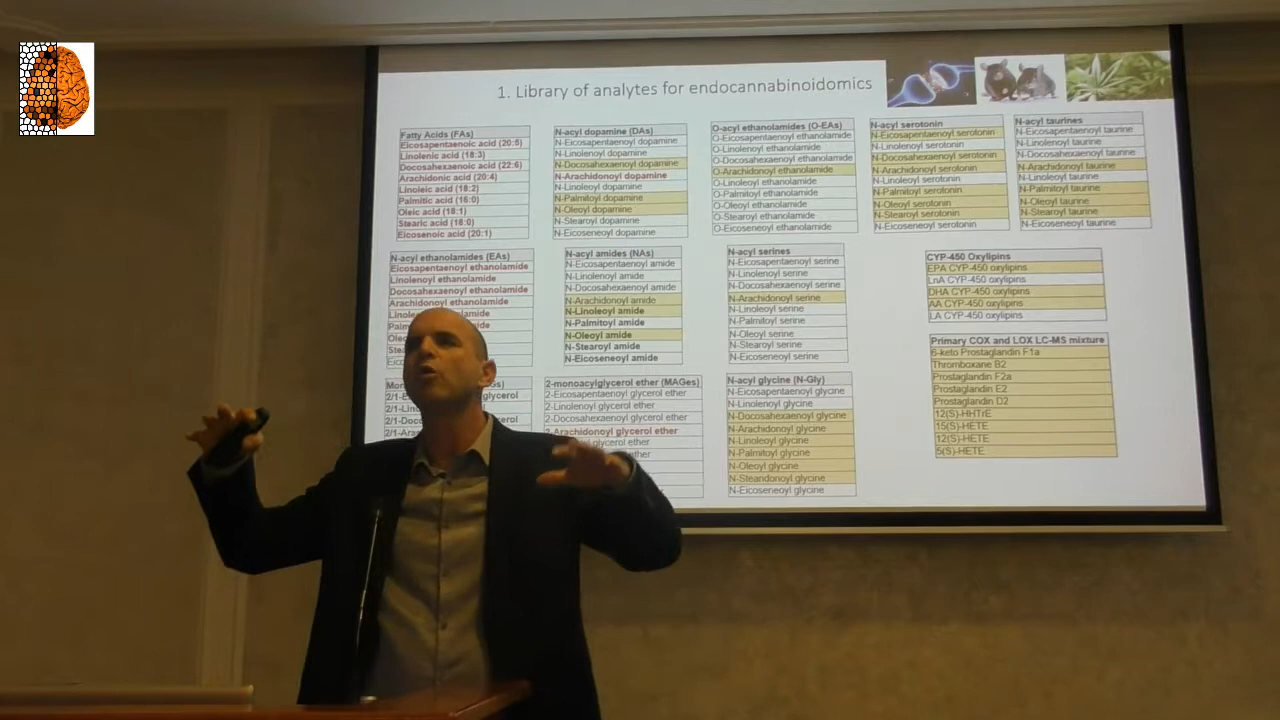 1. Library of analytes for endocannabinoidomics
Fatty Acids (FAs)
Eicosapentaenoic acid (20:5)
Linolenic acid (18:3)
Docosahexaenoic acid (22:6)
Arachidonic acid (20:4)
Linoleic acid (18:2)
Palmitic acid (16:0)
Oleic acid (18:1)
Stearic acid (18:0)
Eicosenoic acid (20:1)
N-acyl dopamine (DAs)
N-Eicosapentaenoyl dopamine
N-Linolenoyl dopamine
N-Docosahexaenoyl dopamine
N-Arachidonoyl dopamine
N-Linoleoyl dopamine
N-Palmitoyl dopamine
N-Oleoyl dopamine
N-Stearoyl dopamine
N-Eicosenoyl dopamine
O-acyl ethanolamides (O-EAs)
O-Eicosapentaenoyl ethanolamide
O-Linolenoyl ethanolamide
O-Docosahexaenoyl ethanolamide
O-Arachidonoyl ethanolamide
O-Linoleoyl ethanolamide
O-Palmitoyl ethanolamide
O-Oleoyl ethanolamide
O-Stearoyl ethanolamide
O-Eicosenoyl ethanolamide
N-acyl serotonin
N-Eicosapentaenoyl serotonin
N-Linolenoyl serotonin
N-Docosahexaenoyl serotonin
N-Arachidonoyl serotonin
N-Linoleoyl serotonin
N-Palmitoyl serotonin
N-Oleoyl serotonin
N-Stearoyl serotonin
N-Eicosenoyl serotonin
N-acyl taurines
N-Eicosapentaenoyl taurine
N-Linolenoyl taurine
N-Docosahexaenoyl taurine
N-Arachidonoyl taurine
N-Linoleoyl taurine
N-Palmitoyl taurine
N-Oleoyl taurine
N-Stearoyl taurine
N-Eicosenoyl taurine
N-acyl ethanolamides (EAs)
Eicosapentaenoyl ethanolamide
Linolenoyl ethanolamide
Docosahexaenoyl ethanolamide
Arachidonoyl ethanolamide
N-acyl amides (NAs)
N-Eicosapentaenoyl amide
N-Linolenoyl amide
N-Docosahexaenoyl amide
N-Arachidonoyl amide
N-Linoleoyl amide
N-Palmitoyl amide
N-Oleoyl amide
N-Stearoyl amide
N-Eicosenoyl amide
N-acyl serines
N-Eicosapentaenoyl serine
N-Linolenoyl serine
N-Docosahexaenoyl serine
N-Arachidonoyl serine
N-Linoleoyl serine
N-Palmitoyl serine
N-Oleoyl serine
N-Stearoyl serine
N-Eicosenoyl serine
CYP-450 Oxylipins
EPA CYP-450 oxylipins
LnA CYP-450 oxylipins
DHA CYP-450 oxylipins
AA CYP-450 oxylipins
LA CYP-450 oxylipins
Primary COX and LOX LC-MS mixture
6-keto Prostaglandin F1a
Thromboxane B2
Prostaglandin F2a
Prostaglandin E2
Prostaglandin D2
12(S)-HHTrE
15(S)-HETE
12(S)-HETE
5(S)-HETE
2-monoacylglycerol ether (MAGes)
2-Eicosapentaenoyl glycerol ether
2-Linolenoyl glycerol ether
2-Docosahexaenoyl glycerol ether
2-Arachidonoyl glycerol ether
glycerol ether
ether
N-acyl glycine (N-Gly)
N-Eicosapentaenoyl glycine
N-Linolenoyl glycine
N-Docosahexaenoyl glycine
N-Arachidonoyl glycine
N-Linoleoyl glycine
N-Palmitoyl glycine
N-Oleoyl glycine
N-Steandonoyl glycine
N-Eicosenoyl glycine